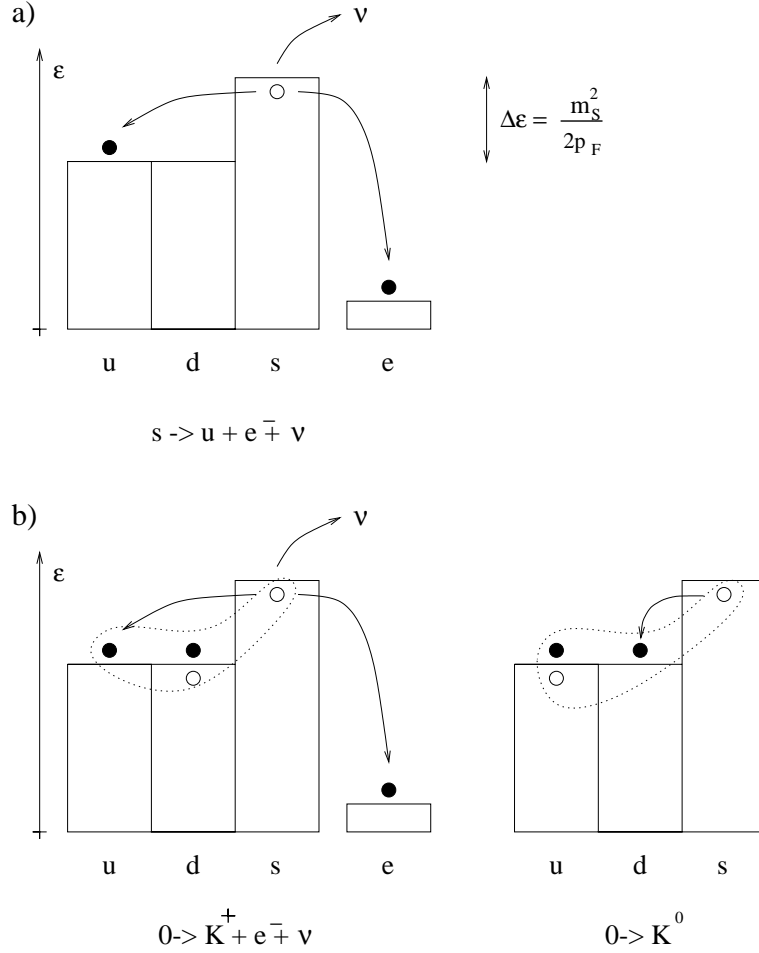 a)
ν
ε
Δε = m_S^2 / 2p_F
u d s e
s -> u + e^- + ν
b)
ν
ε
u d s e u d s
0-> K^+ + e^- + ν 0-> K^0